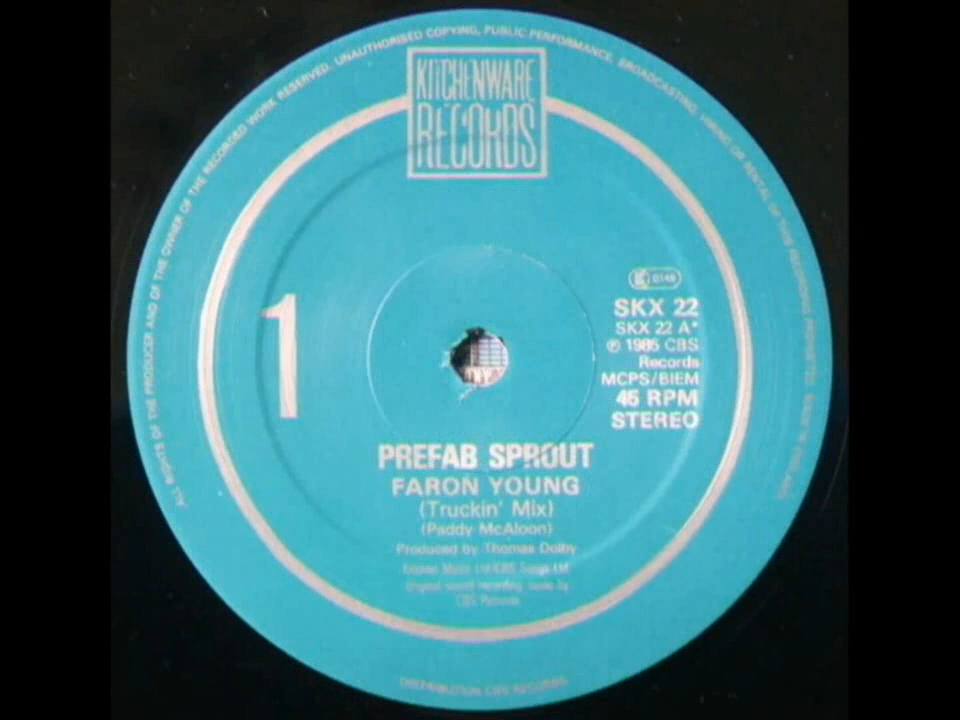 ALL RIGHTS OF THE PRODUCER AND OF THE OWNER OF THE RECORDED WORK RESERVED. UNAUTHORISED COPYING, PUBLIC PERFORMANCE, BROADCASTING, HIRING OR RENTAL OF THIS RECORDING
KITCHENWARE
RECORDS
1
SKX 22
SKX 22 A*
℗ 1985 CBS
Records
MCPS/BIEM
45 RPM
STEREO
PREFAB SPROUT
FARON YOUNG
(Truckin' Mix)
(Paddy McAloon)
Produced by Thomas Dolby
Original sound recording made by
CBS Records
DISTRIBUTION CBS RECORDS